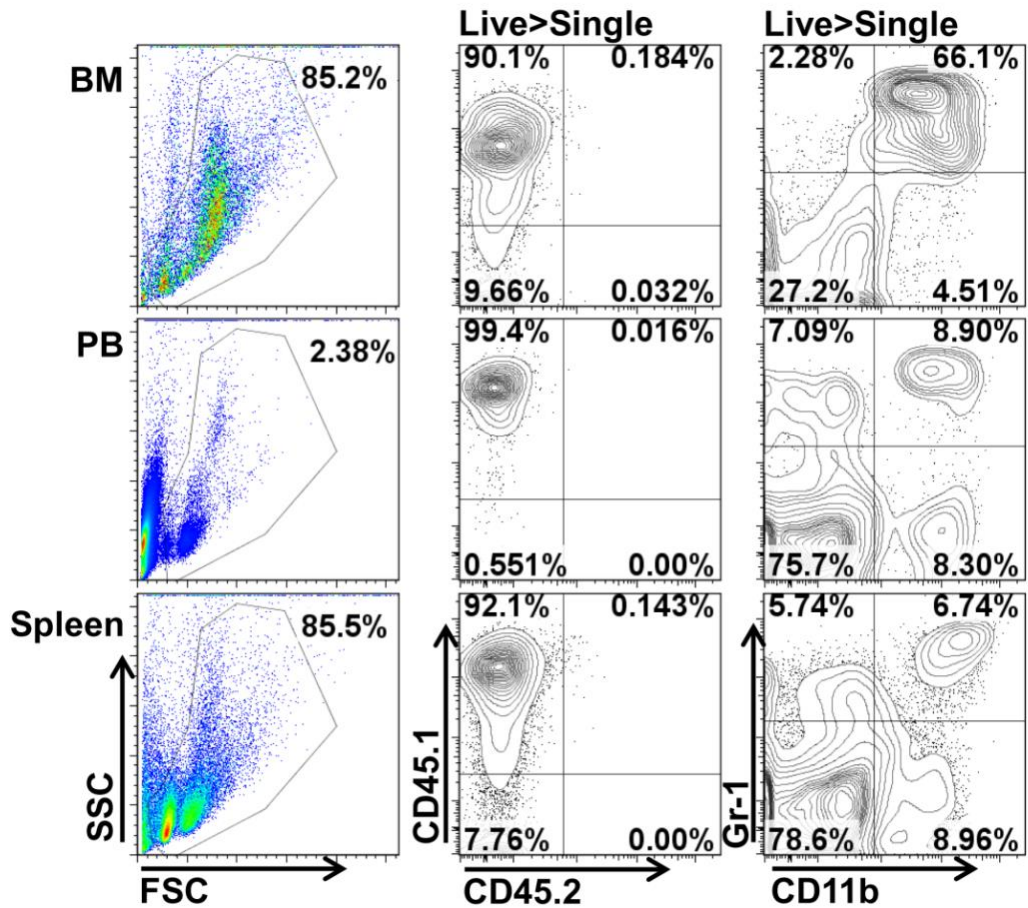 Live>Single Live>Single
BM 85.2% 90.1% 0.184% 2.28% 66.1%
9.66% 0.032% 27.2% 4.51%
PB 2.38% 99.4% 0.016% 7.09% 8.90%
0.551% 0.00% 75.7% 8.30%
Spleen 85.5% 92.1% 0.143% 5.74% 6.74%
SSC CD45.1 Gr-1
7.76% 0.00% 78.6% 8.96%
FSC CD45.2 CD11b